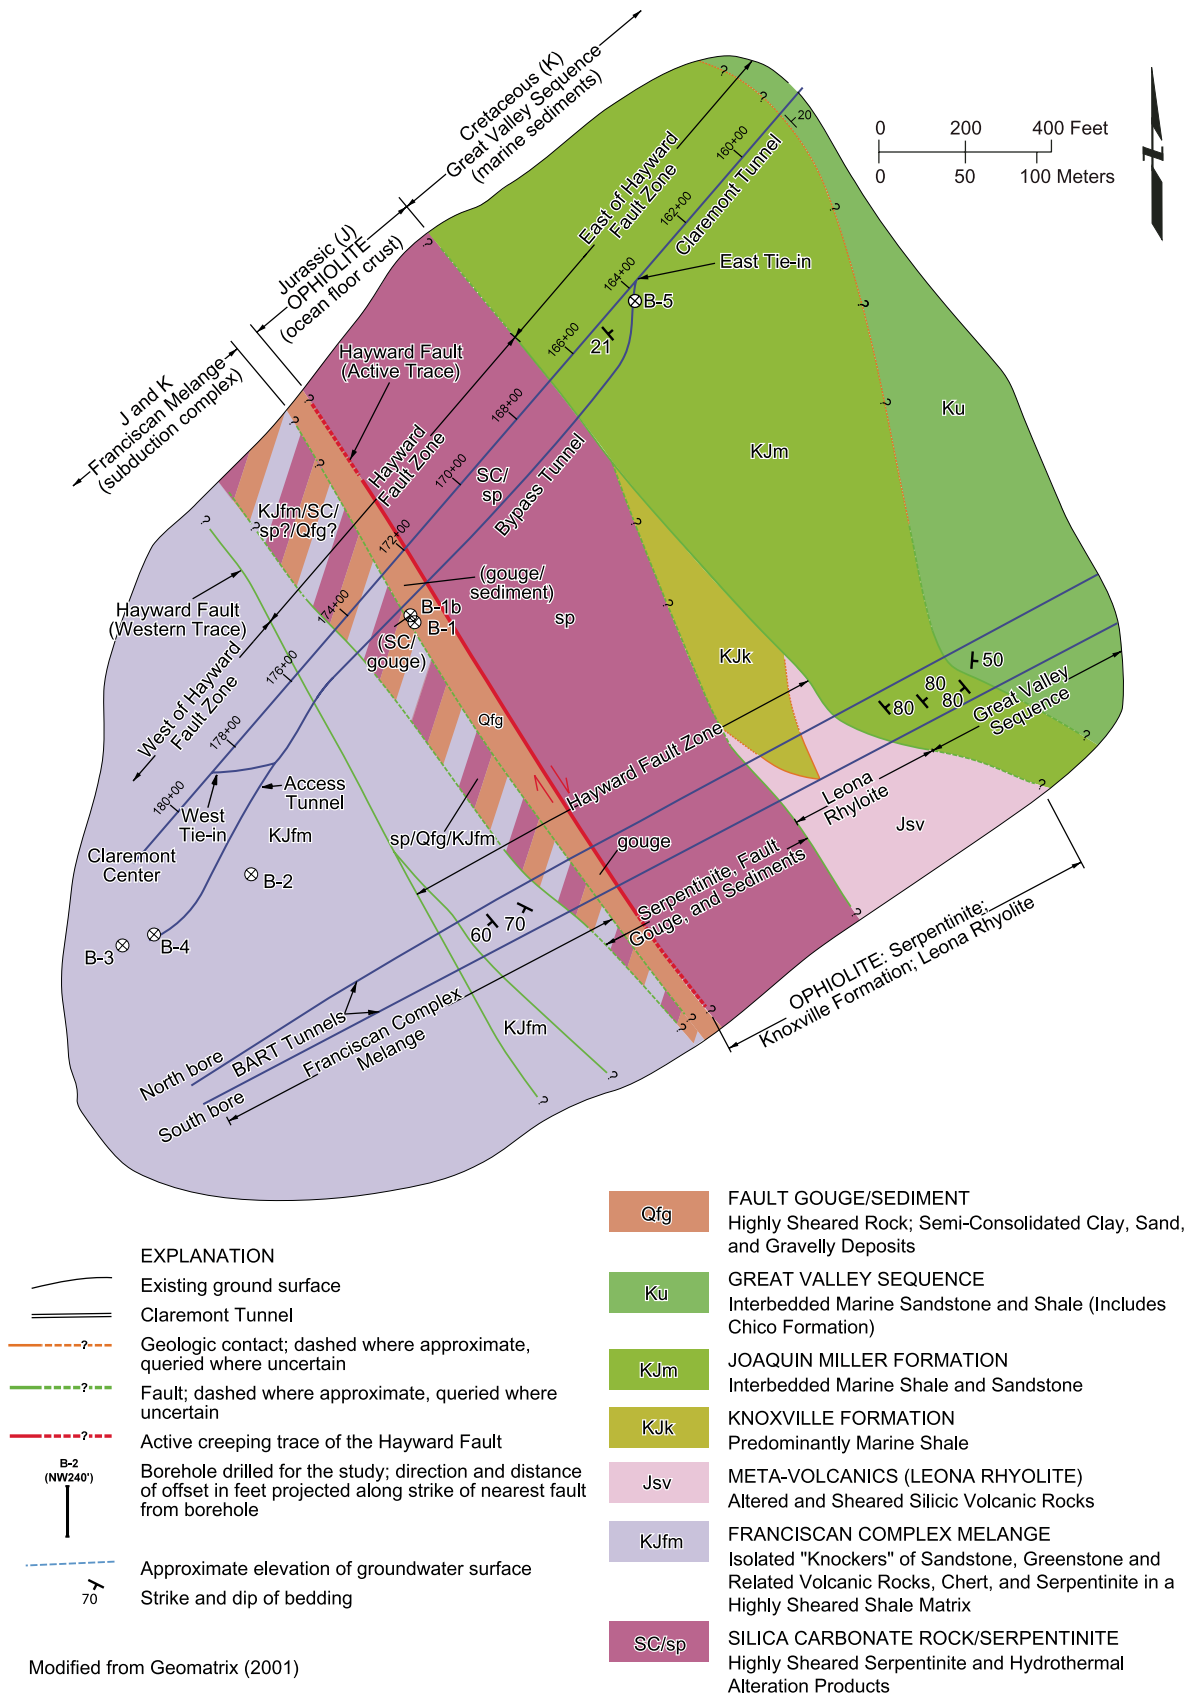 Cretaceous (K)
Great Valley Sequence
(marine sediments)
Jurassic (J)
OPHIOLITE
(ocean floor crust)
J and K
Franciscan Melange
(subduction complex)
0 200 400 Feet
0 50 100 Meters
?
?
?
?
?
?
20
160+00
162+00
164+00
166+00
168+00
170+00
172+00
174+00
176+00
178+00
180+00
East of Hayward
Fault Zone
Claremont Tunnel
East Tie-in
B-5
21
Hayward Fault
(Active Trace)
Hayward
Fault Zone
SC/
sp
Bypass Tunnel
KJm
Ku
KJfm/SC/
sp?/Qfg?
(gouge/
sediment)
B-1b
B-1
(SC/
gouge)
sp
KJk
Hayward Fault
(Western Trace)
West of Hayward
Fault Zone
Qfg
50
80
80
80
Great Valley
Sequence
Hayward Fault Zone
Leona
Rhyloite
Jsv
Access
Tunnel
West
Tie-in
KJfm
Claremont
Center
B-2
B-3
B-4
sp/Qfg/KJfm
gouge
Serpentinite, Fault
Gouge, and Sediments
60
70
OPHIOLITE: Serpentinite;
Knoxville Formation; Leona Rhyolite
KJfm
North bore
BART Tunnels
Franciscan Complex
Melange
South bore
EXPLANATION
Existing ground surface
Claremont Tunnel
?
Geologic contact; dashed where approximate,
queried where uncertain
?
Fault; dashed where approximate, queried where
uncertain
?
Active creeping trace of the Hayward Fault
B-2
(NW240')
Borehole drilled for the study; direction and distance
of offset in feet projected along strike of nearest fault
from borehole
Approximate elevation of groundwater surface
70
Strike and dip of bedding
Modified from Geomatrix (2001)
Qfg
FAULT GOUGE/SEDIMENT
Highly Sheared Rock; Semi-Consolidated Clay, Sand,
and Gravelly Deposits
Ku
GREAT VALLEY SEQUENCE
Interbedded Marine Sandstone and Shale (Includes
Chico Formation)
KJm
JOAQUIN MILLER FORMATION
Interbedded Marine Shale and Sandstone
KJk
KNOXVILLE FORMATION
Predominantly Marine Shale
Jsv
META-VOLCANICS (LEONA RHYOLITE)
Altered and Sheared Silicic Volcanic Rocks
KJfm
FRANCISCAN COMPLEX MELANGE
Isolated "Knockers" of Sandstone, Greenstone and
Related Volcanic Rocks, Chert, and Serpentinite in a
Highly Sheared Shale Matrix
SC/sp
SILICA CARBONATE ROCK/SERPENTINITE
Highly Sheared Serpentinite and Hydrothermal
Alteration Products